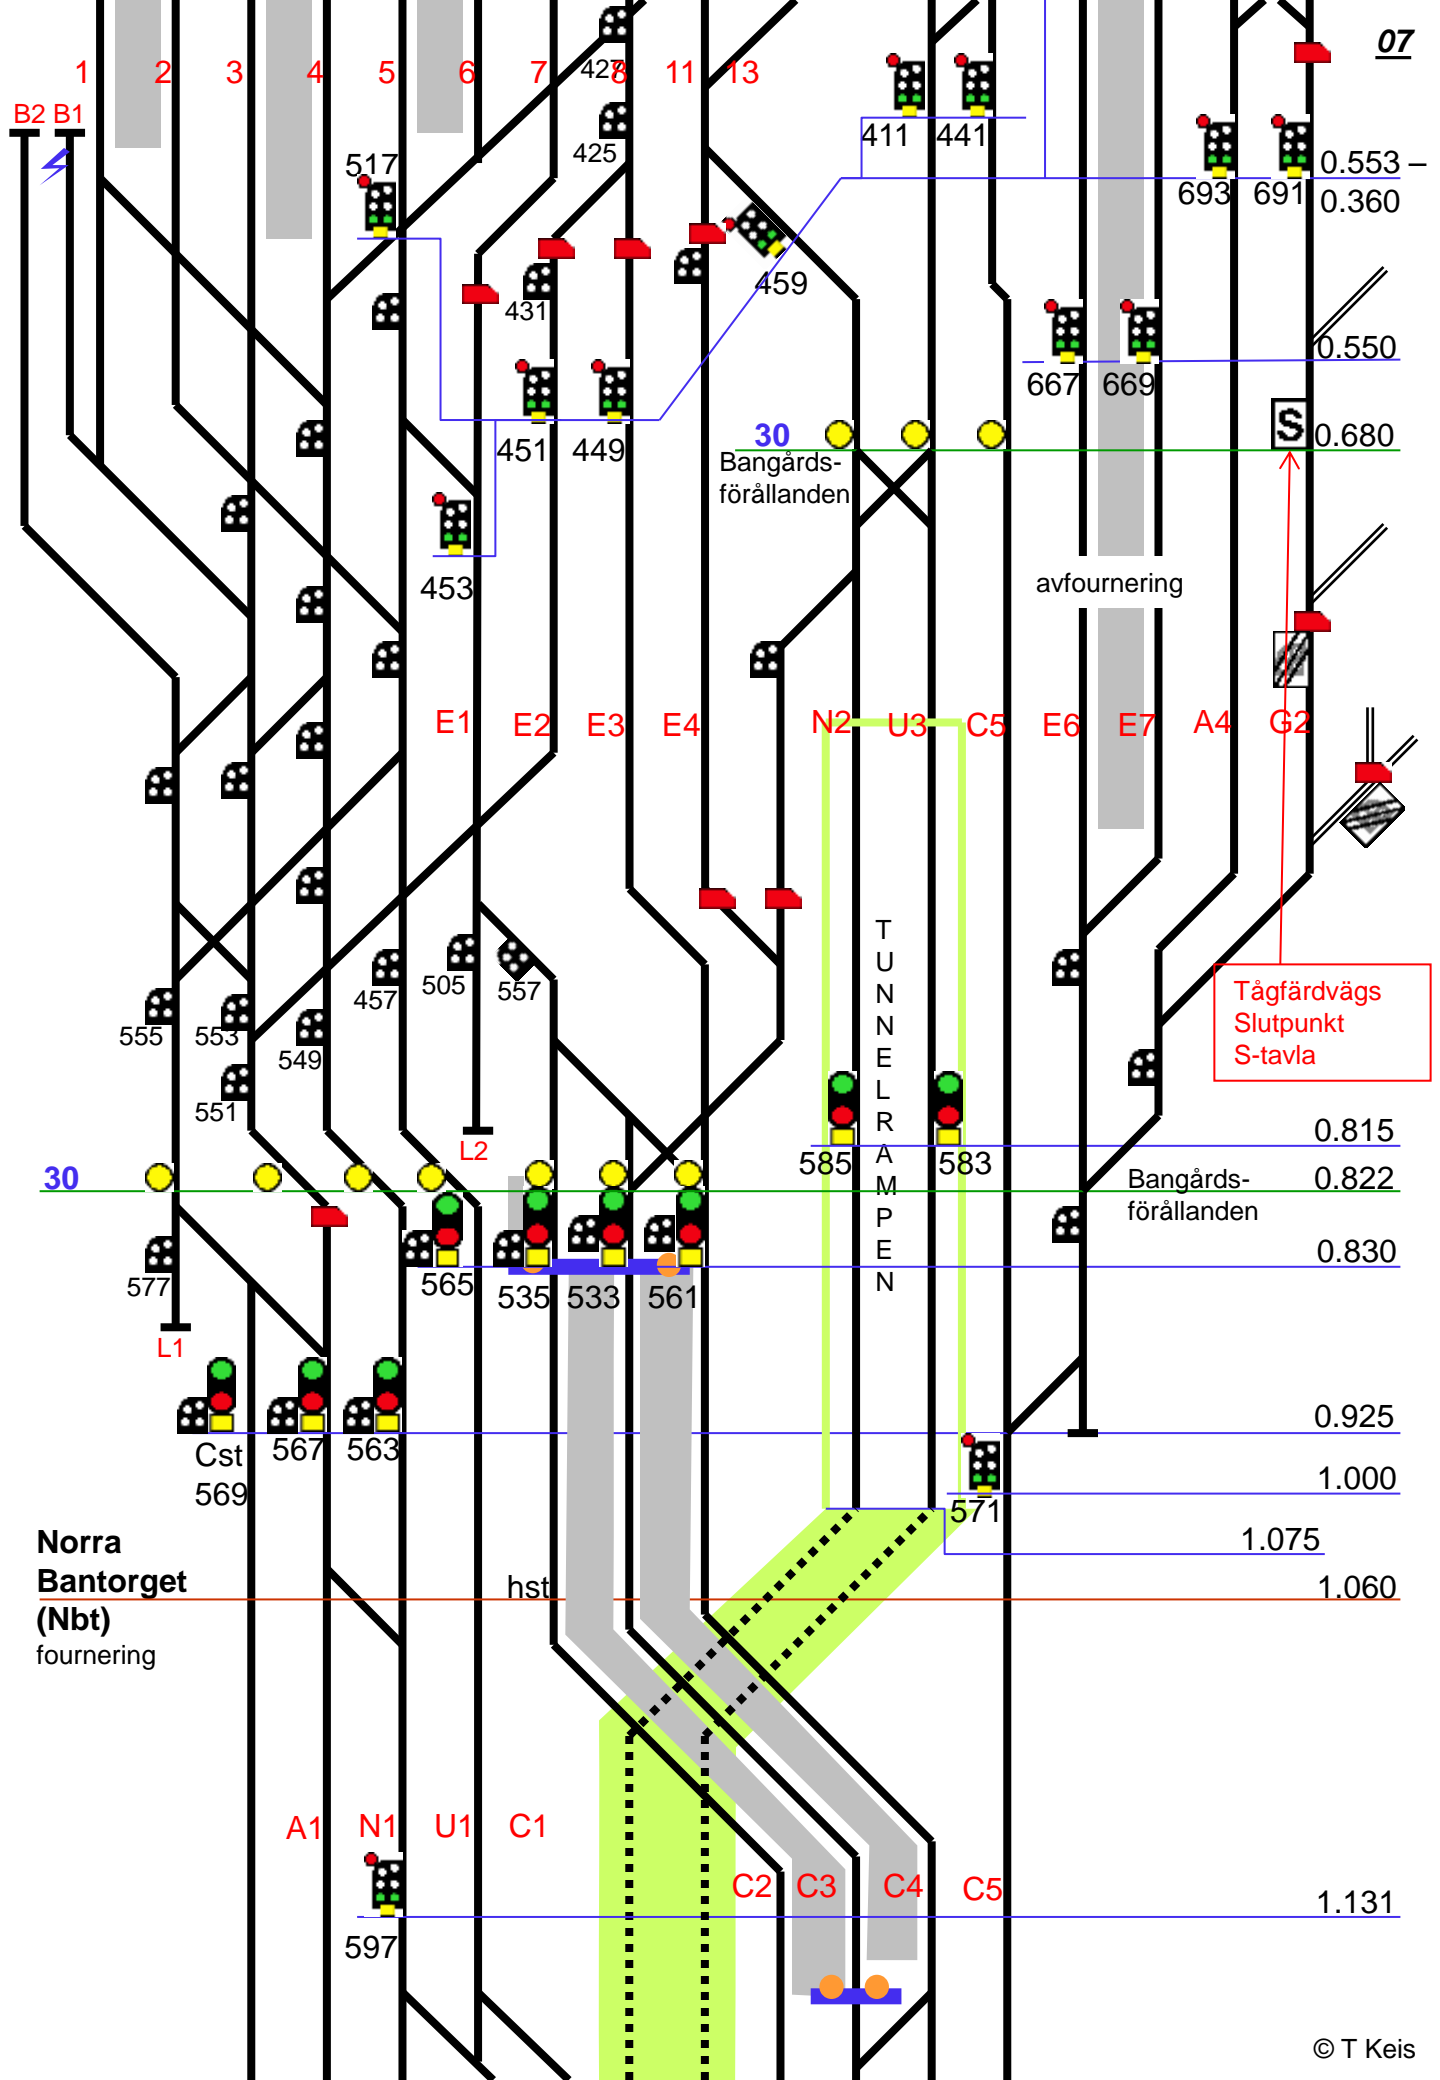 07
1 2 3 4 5 6 7 8 11 13
427
B2 B1
411 441
425
517
693 691
0.553 –
0.360
459
431
667 669
0.550
451 449
30
S
0.680
Bangårds-
förållanden
453
avfournering
E1 E2 E3 E4 N2 U3 C5 E6 E7 A4 G2
TUNNELRAMPEN
Tågfärdvägs
Slutpunkt
S-tavla
457 505 557
555 553 549
551
L2
585 583
0.815
30
Bangårds-
förållanden
0.822
577
565 535 533 561
0.830
L1
Cst
569
567 563
0.925
571
1.000
Norra
Bantorget
(Nbt)
fournering
1.075
hst
1.060
A1 N1 U1 C1
C2 C3 C4 C5
597
1.131
© T Keis